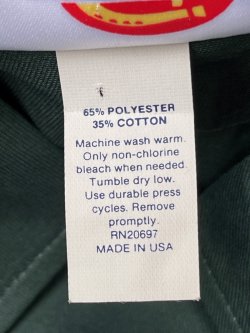 65% POLYESTER
35% COTTON
Machine wash warm.
Only non-chlorine
bleach when needed.
Tumble dry low.
Use durable press
cycles. Remove
promptly.
RN20697
MADE IN USA